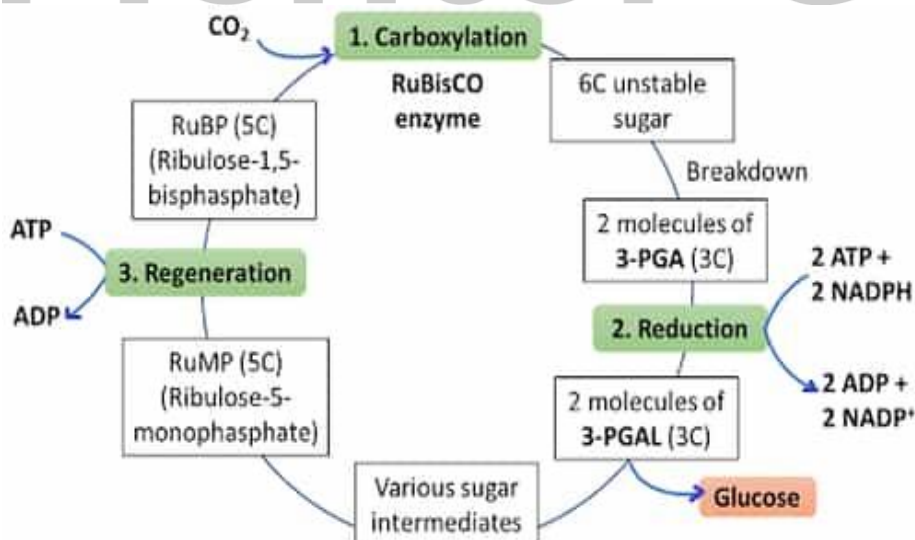 CO₂
1. Carboxylation
RuBisCO
enzyme
6C unstable
sugar
Breakdown
2 molecules of
3-PGA (3C)
2 ATP +
2 NADPH
2. Reduction
2 ADP +
2 NADP⁺
2 molecules of
3-PGAL (3C)
Glucose
Various sugar
intermediates
RuMP (5C)
(Ribulose-5-
monophasphate)
3. Regeneration
ATP
ADP
RuBP (5C)
(Ribulose-1,5-
bisphasphate)